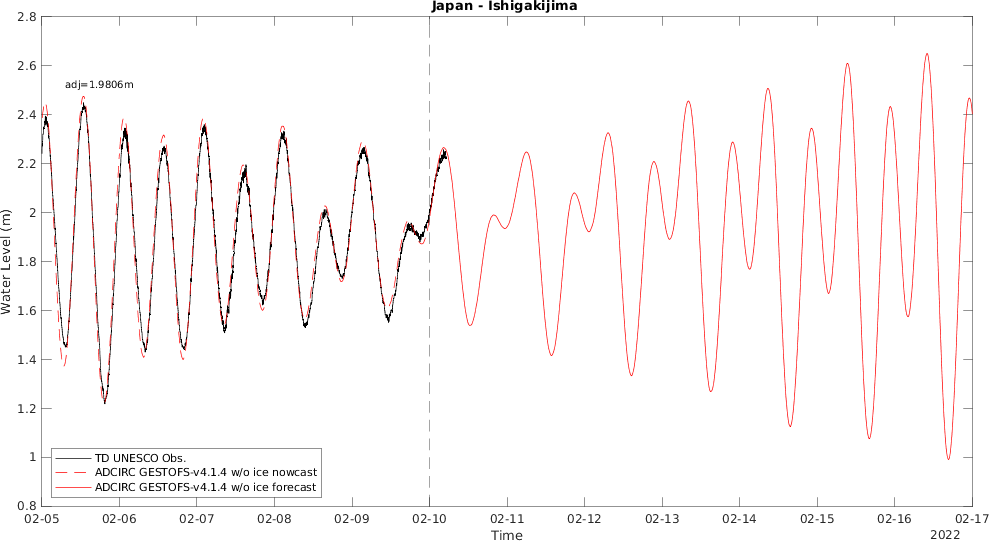 Japan - Ishigakijima
2.8
2.6
2.4
2.2
2
1.8
1.6
1.4
1.2
1
0.8
Water Level (m)
adj=1.9806m
TD UNESCO Obs.
ADCIRC GESTOFS-v4.1.4 w/o ice nowcast
ADCIRC GESTOFS-v4.1.4 w/o ice forecast
02-05 02-06 02-07 02-08 02-09 02-10 02-11 02-12 02-13 02-14 02-15 02-16 02-17
Time
2022